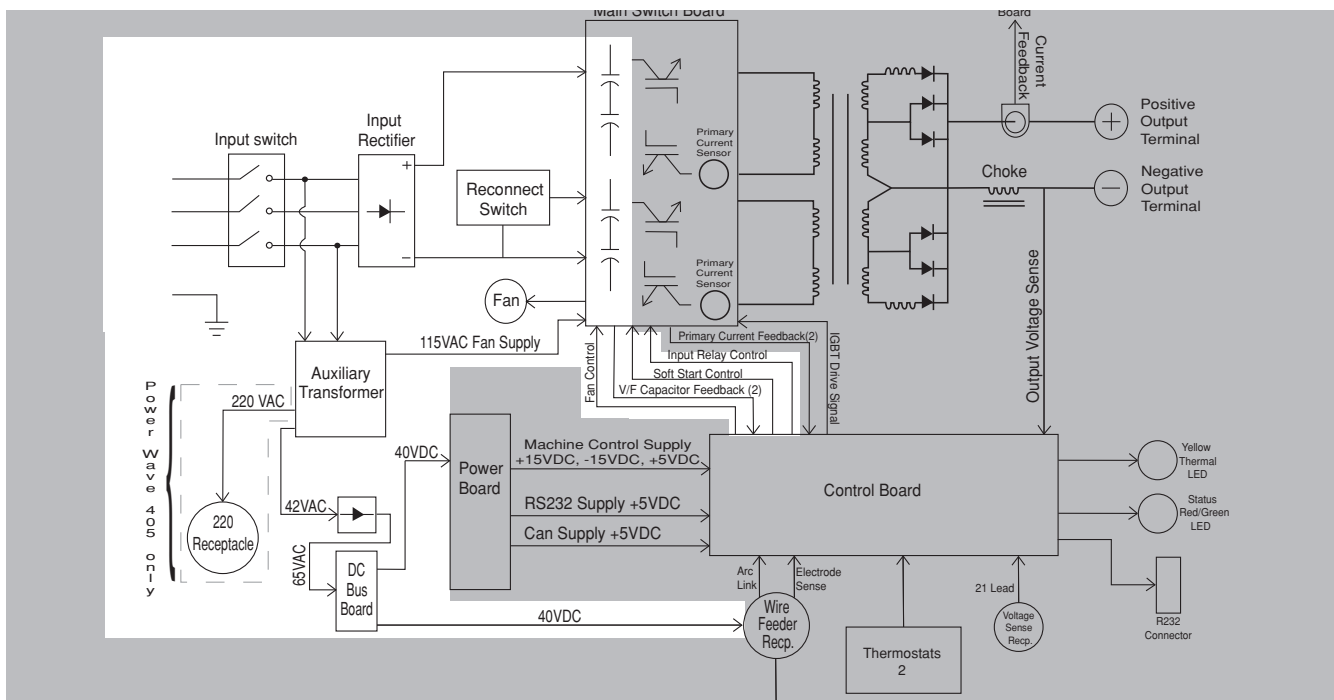 Main Switch Board
Board
Current
Feedback
Positive
Output
Terminal
Input
Rectifier
Input switch
+
Primary
Current
Sensor
+
Choke
Negative
Output
Terminal
−
Reconnect
Switch
−
Primary
Current
Sensor
Fan
Output Voltage Sense
115VAC Fan Supply
Fan Control
Primary Current Feedback(2)
Input Relay Control
Soft Start Control
V/F Capacitor Feedback (2)
IGBT Drive Signal
Auxiliary
Transformer
Power Wave 405 only
220 VAC
40VDC
Power
Board
Machine Control Supply
+15VDC, -15VDC, +5VDC
RS232 Supply +5VDC
Can Supply +5VDC
Control Board
Yellow
Thermal
LED
Status
Red/Green
LED
42VAC
220
Receptacle
65VAC
DC
Bus
Board
40VDC
Arc
Link
Electrode
Sense
Wire
Feeder
Recp.
21 Lead
Voltage
Sense
Recp.
R232
Connector
Thermostats
2